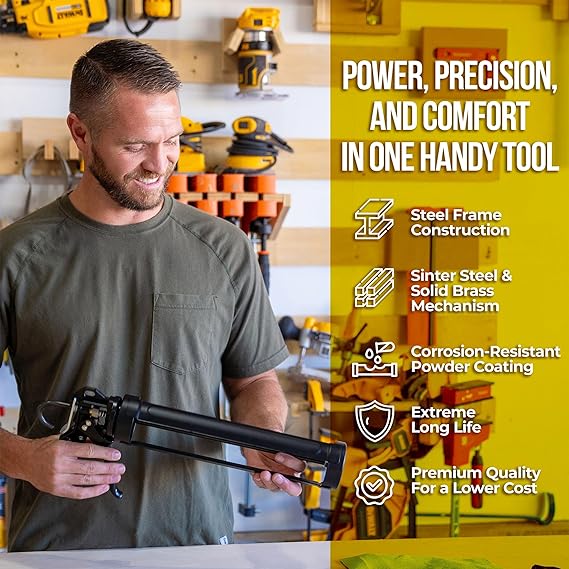 DEWALT
POWER, PRECISION,
AND COMFORT
IN ONE HANDY TOOL
Steel Frame
Construction
Sinter Steel &
Solid Brass
Mechanism
Corrosion-Resistant
Powder Coating
Extreme
Long Life
Premium Quality
For a Lower Cost